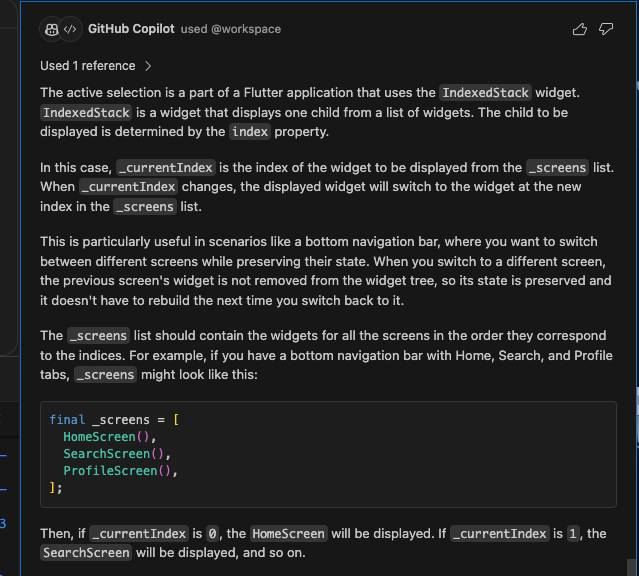 GitHub Copilot used @workspace
Used 1 reference
The active selection is a part of a Flutter application that uses the IndexedStack widget.
IndexedStack is a widget that displays one child from a list of widgets. The child to be
displayed is determined by the index property.
In this case, _currentIndex is the index of the widget to be displayed from the _screens list.
When _currentIndex changes, the displayed widget will switch to the widget at the new
index in the _screens list.
This is particularly useful in scenarios like a bottom navigation bar, where you want to switch
between different screens while preserving their state. When you switch to a different screen,
the previous screen's widget is not removed from the widget tree, so its state is preserved and
it doesn't have to rebuild the next time you switch back to it.
The _screens list should contain the widgets for all the screens in the order they correspond
to the indices. For example, if you have a bottom navigation bar with Home, Search, and Profile
tabs, _screens might look like this:
final _screens = [
  HomeScreen(),
  SearchScreen(),
  ProfileScreen(),
];
3
Then, if _currentIndex is 0, the HomeScreen will be displayed. If _currentIndex is 1, the
SearchScreen will be displayed, and so on.